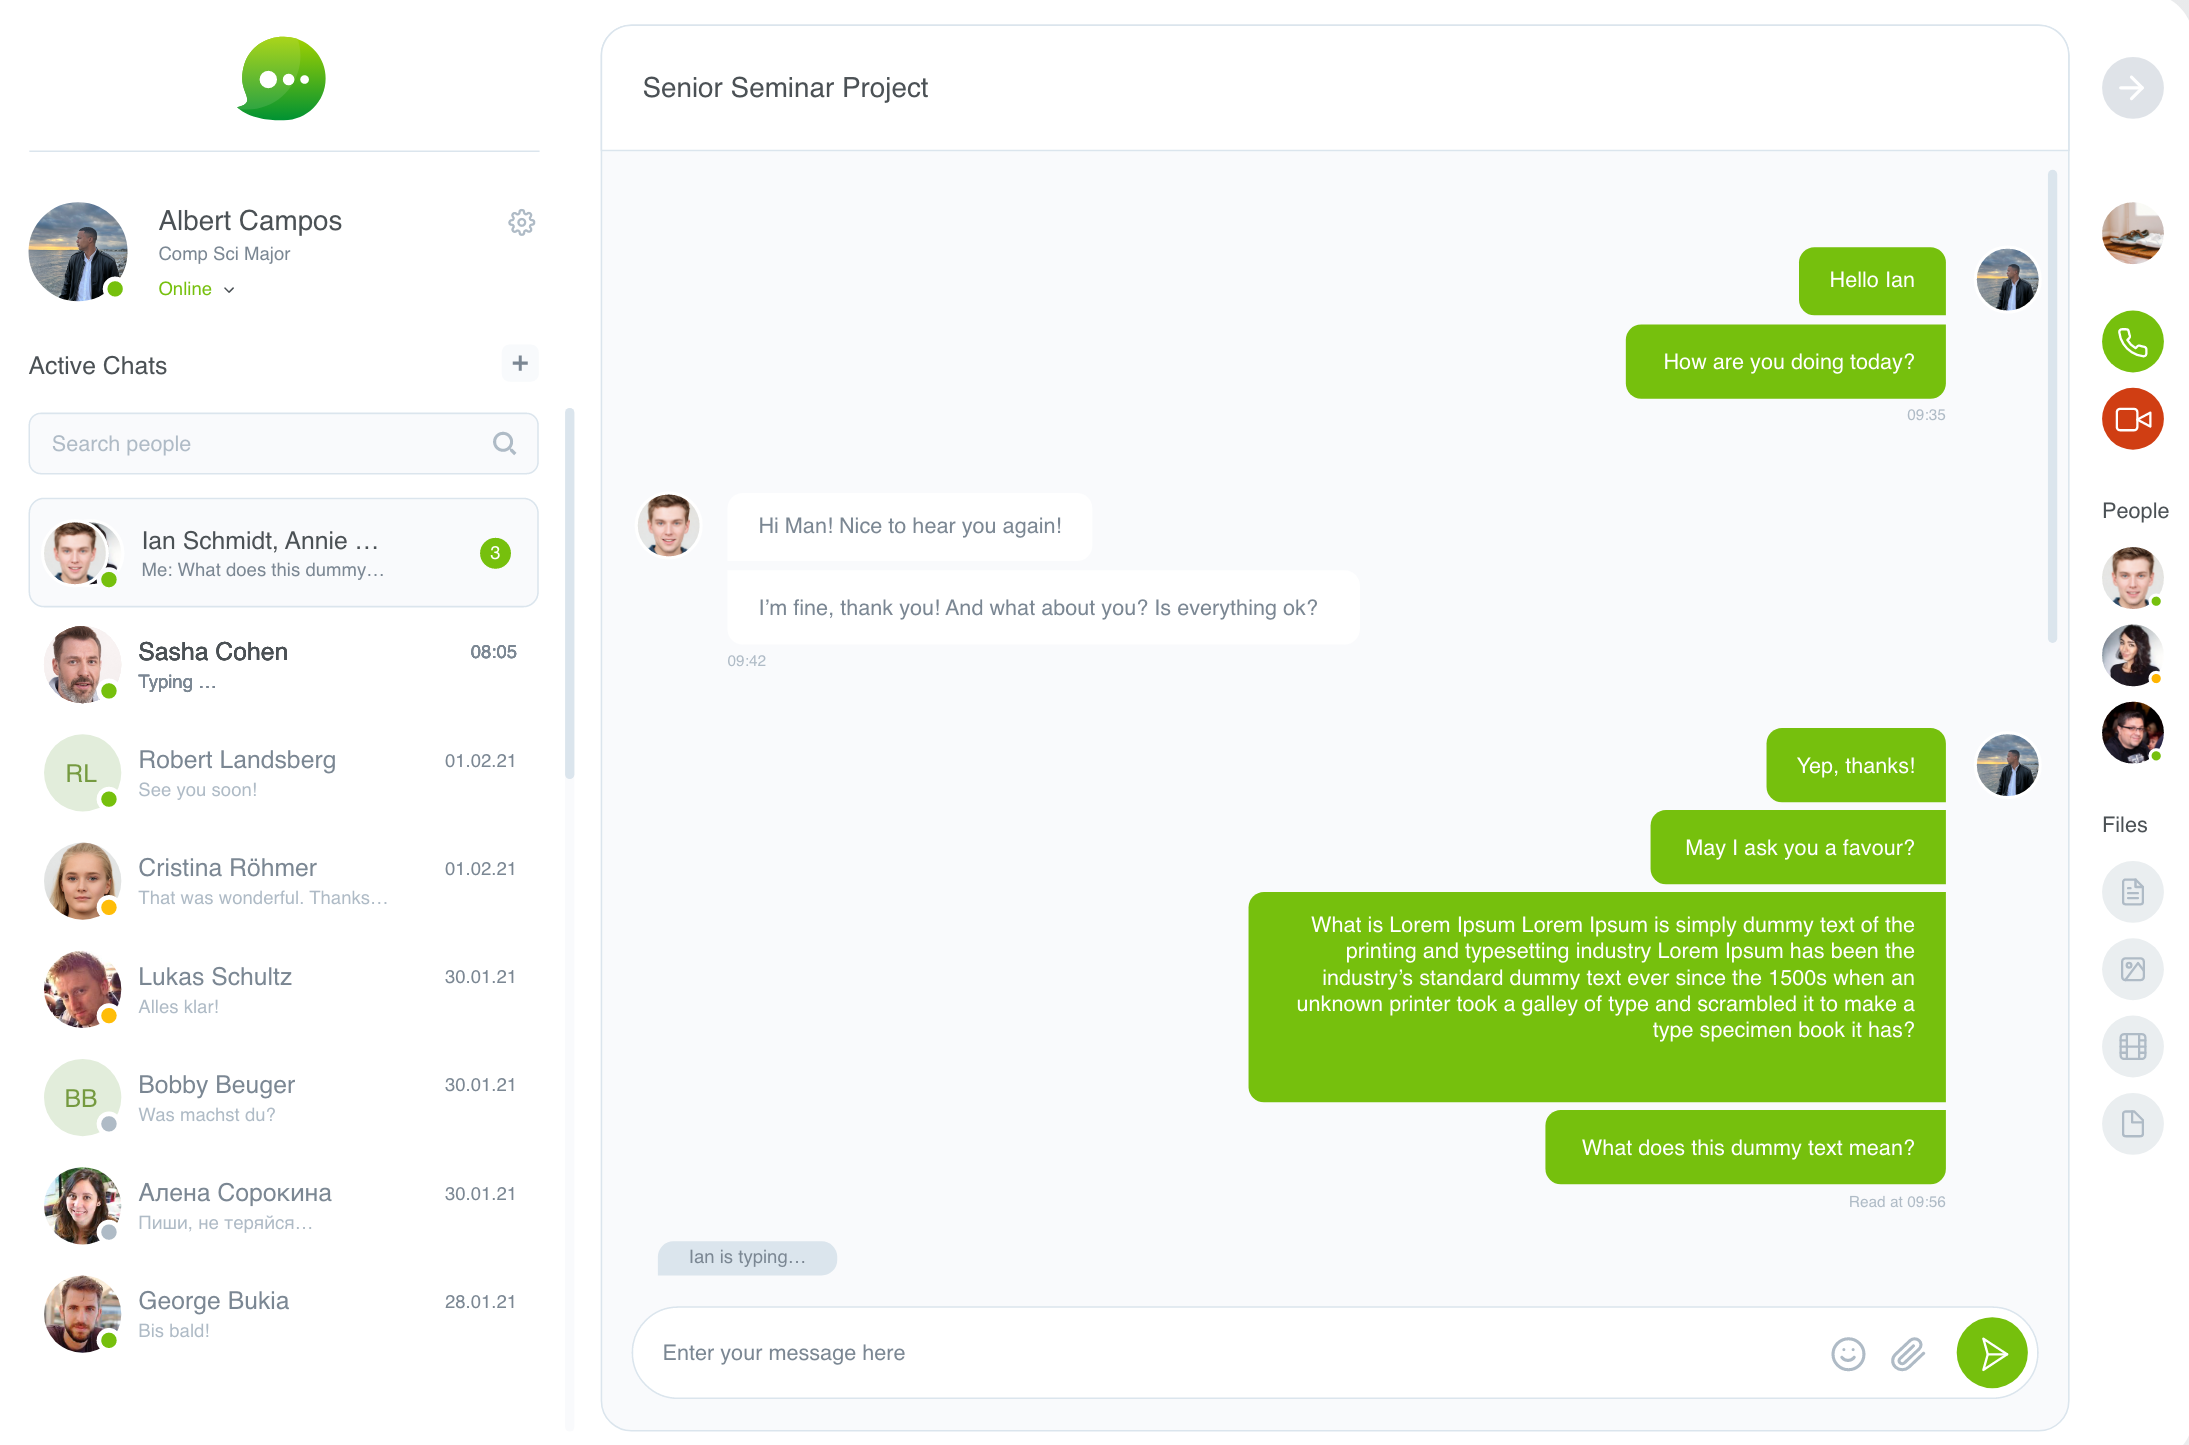 Senior Seminar Project
Albert Campos
Comp Sci Major
Online
Active Chats
+
Search people
Ian Schmidt, Annie …
Me: What does this dummy…
3
Sasha Cohen
08:05
Typing …
RL
Robert Landsberg
01.02.21
See you soon!
Cristina Röhmer
01.02.21
That was wonderful. Thanks…
Lukas Schultz
30.01.21
Alles klar!
BB
Bobby Beuger
30.01.21
Was machst du?
Алена Сорокина
30.01.21
Пиши, не теряйся…
George Bukia
28.01.21
Bis bald!
Hello Ian
How are you doing today?
09:35
Hi Man! Nice to hear you again!
I’m fine, thank you! And what about you? Is everything ok?
09:42
Yep, thanks!
May I ask you a favour?
What is Lorem Ipsum Lorem Ipsum is simply dummy text of the
printing and typesetting industry Lorem Ipsum has been the
industry’s standard dummy text ever since the 1500s when an
unknown printer took a galley of type and scrambled it to make a
type specimen book it has?
What does this dummy text mean?
Read at 09:56
Ian is typing…
Enter your message here
People
Files